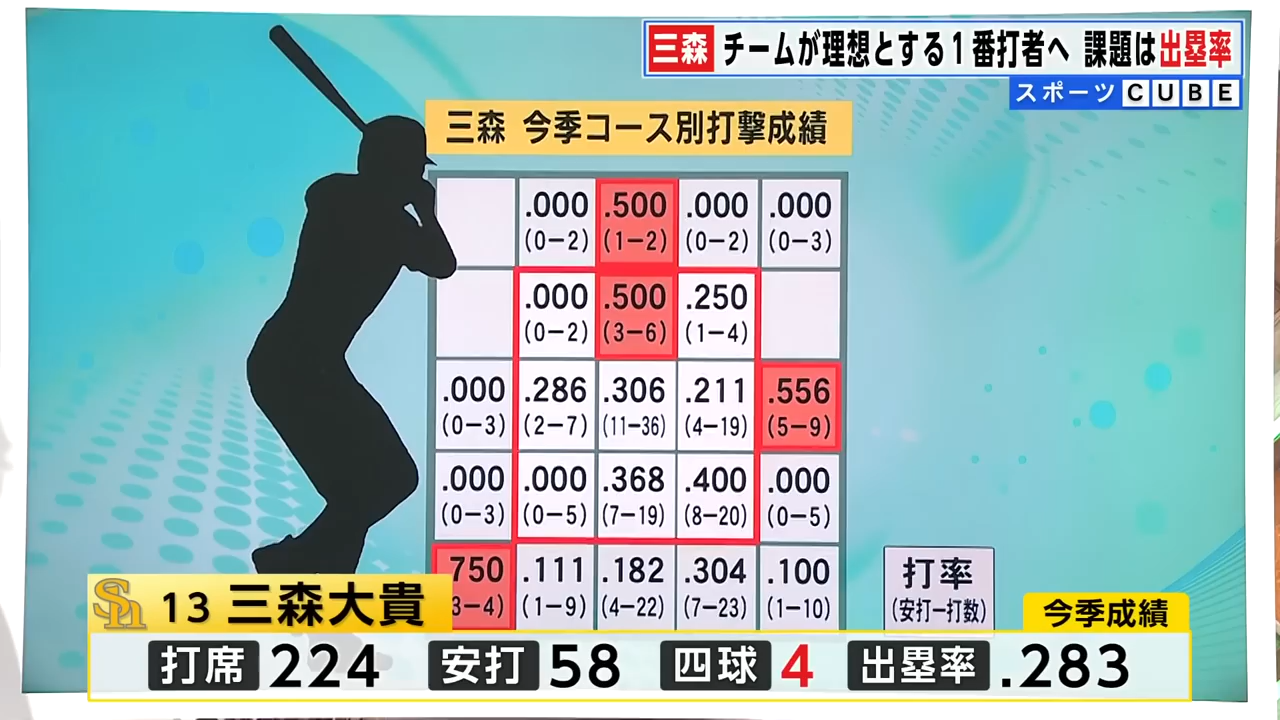 三森 チームが理想とする1番打者へ 課題は出塁率
スポーツCUBE
三森 今季コース別打撃成績
.000 .500 .000 .000
(0-2) (1-2) (0-2) (0-3)
.000 .500 .250
(0-2) (3-6) (1-4)
.000 .286 .306 .211 .556
(0-3) (2-7) (11-36) (4-19) (5-9)
.000 .000 .368 .400 .000
(0-3) (0-5) (7-19) (8-20) (0-5)
750 .111 .182 .304 .100
3-4) (1-9) (4-22) (7-23) (1-10)
打率
(安打-打数)
SH 13 三森大貴
今季成績
打席 224 安打 58 四球 4 出塁率 .283